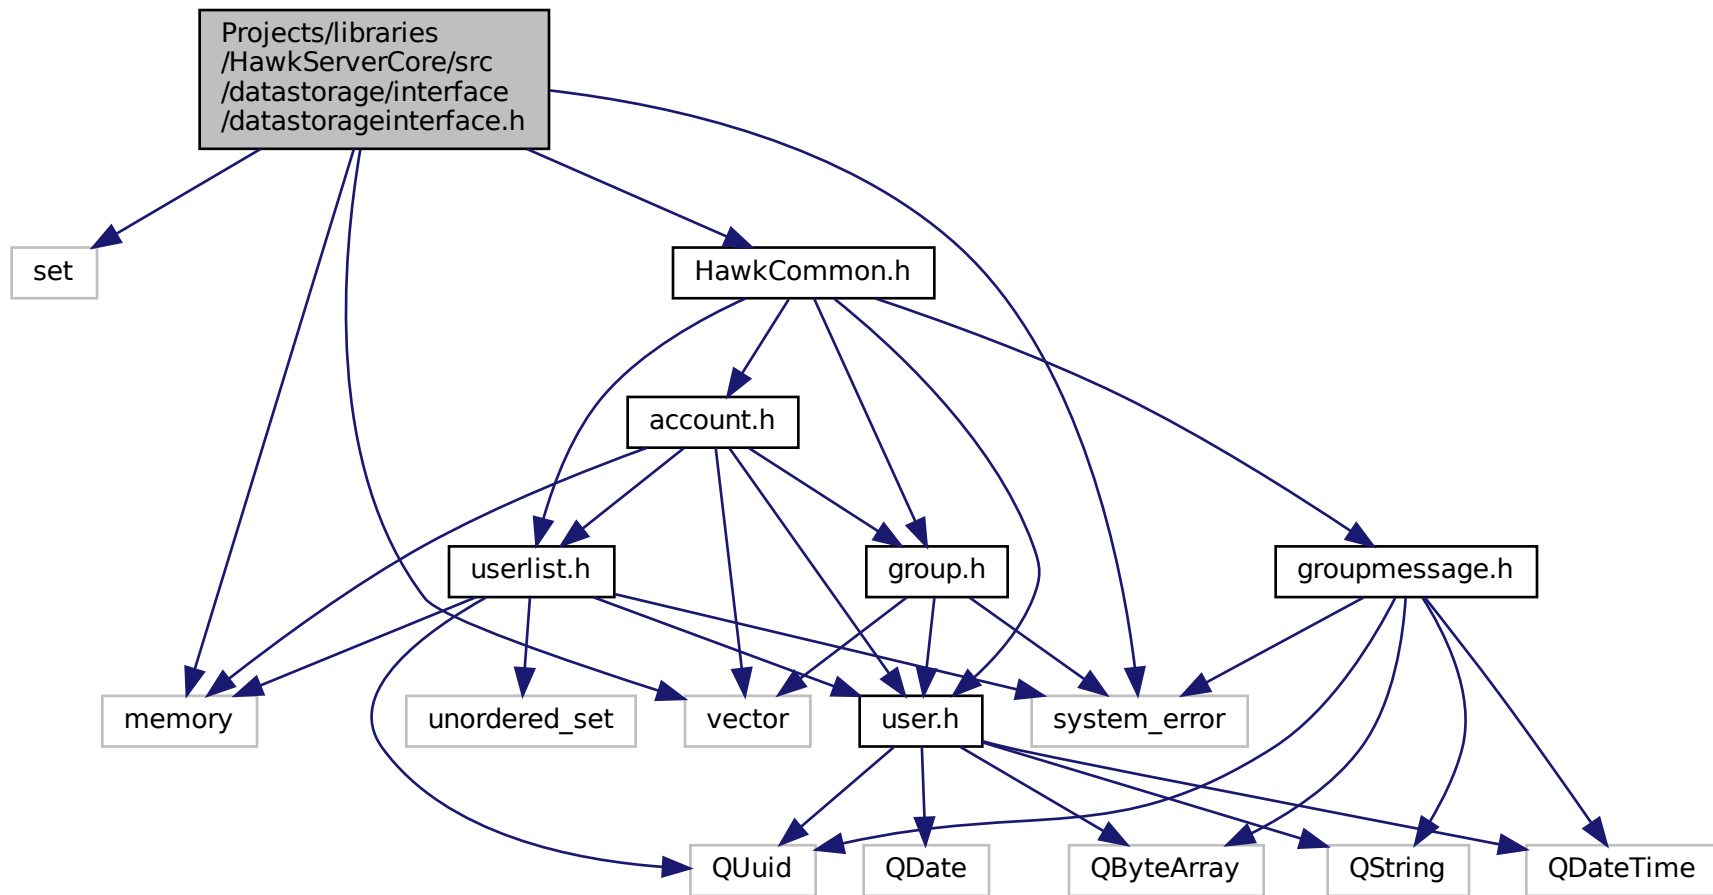 Projects/libraries
/HawkServerCore/src
/datastorage/interface
/datastorageinterface.h
set
HawkCommon.h
account.h
userlist.h
group.h
groupmessage.h
memory
unordered_set
vector
user.h
system_error
QUuid
QDate
QByteArray
QString
QDateTime